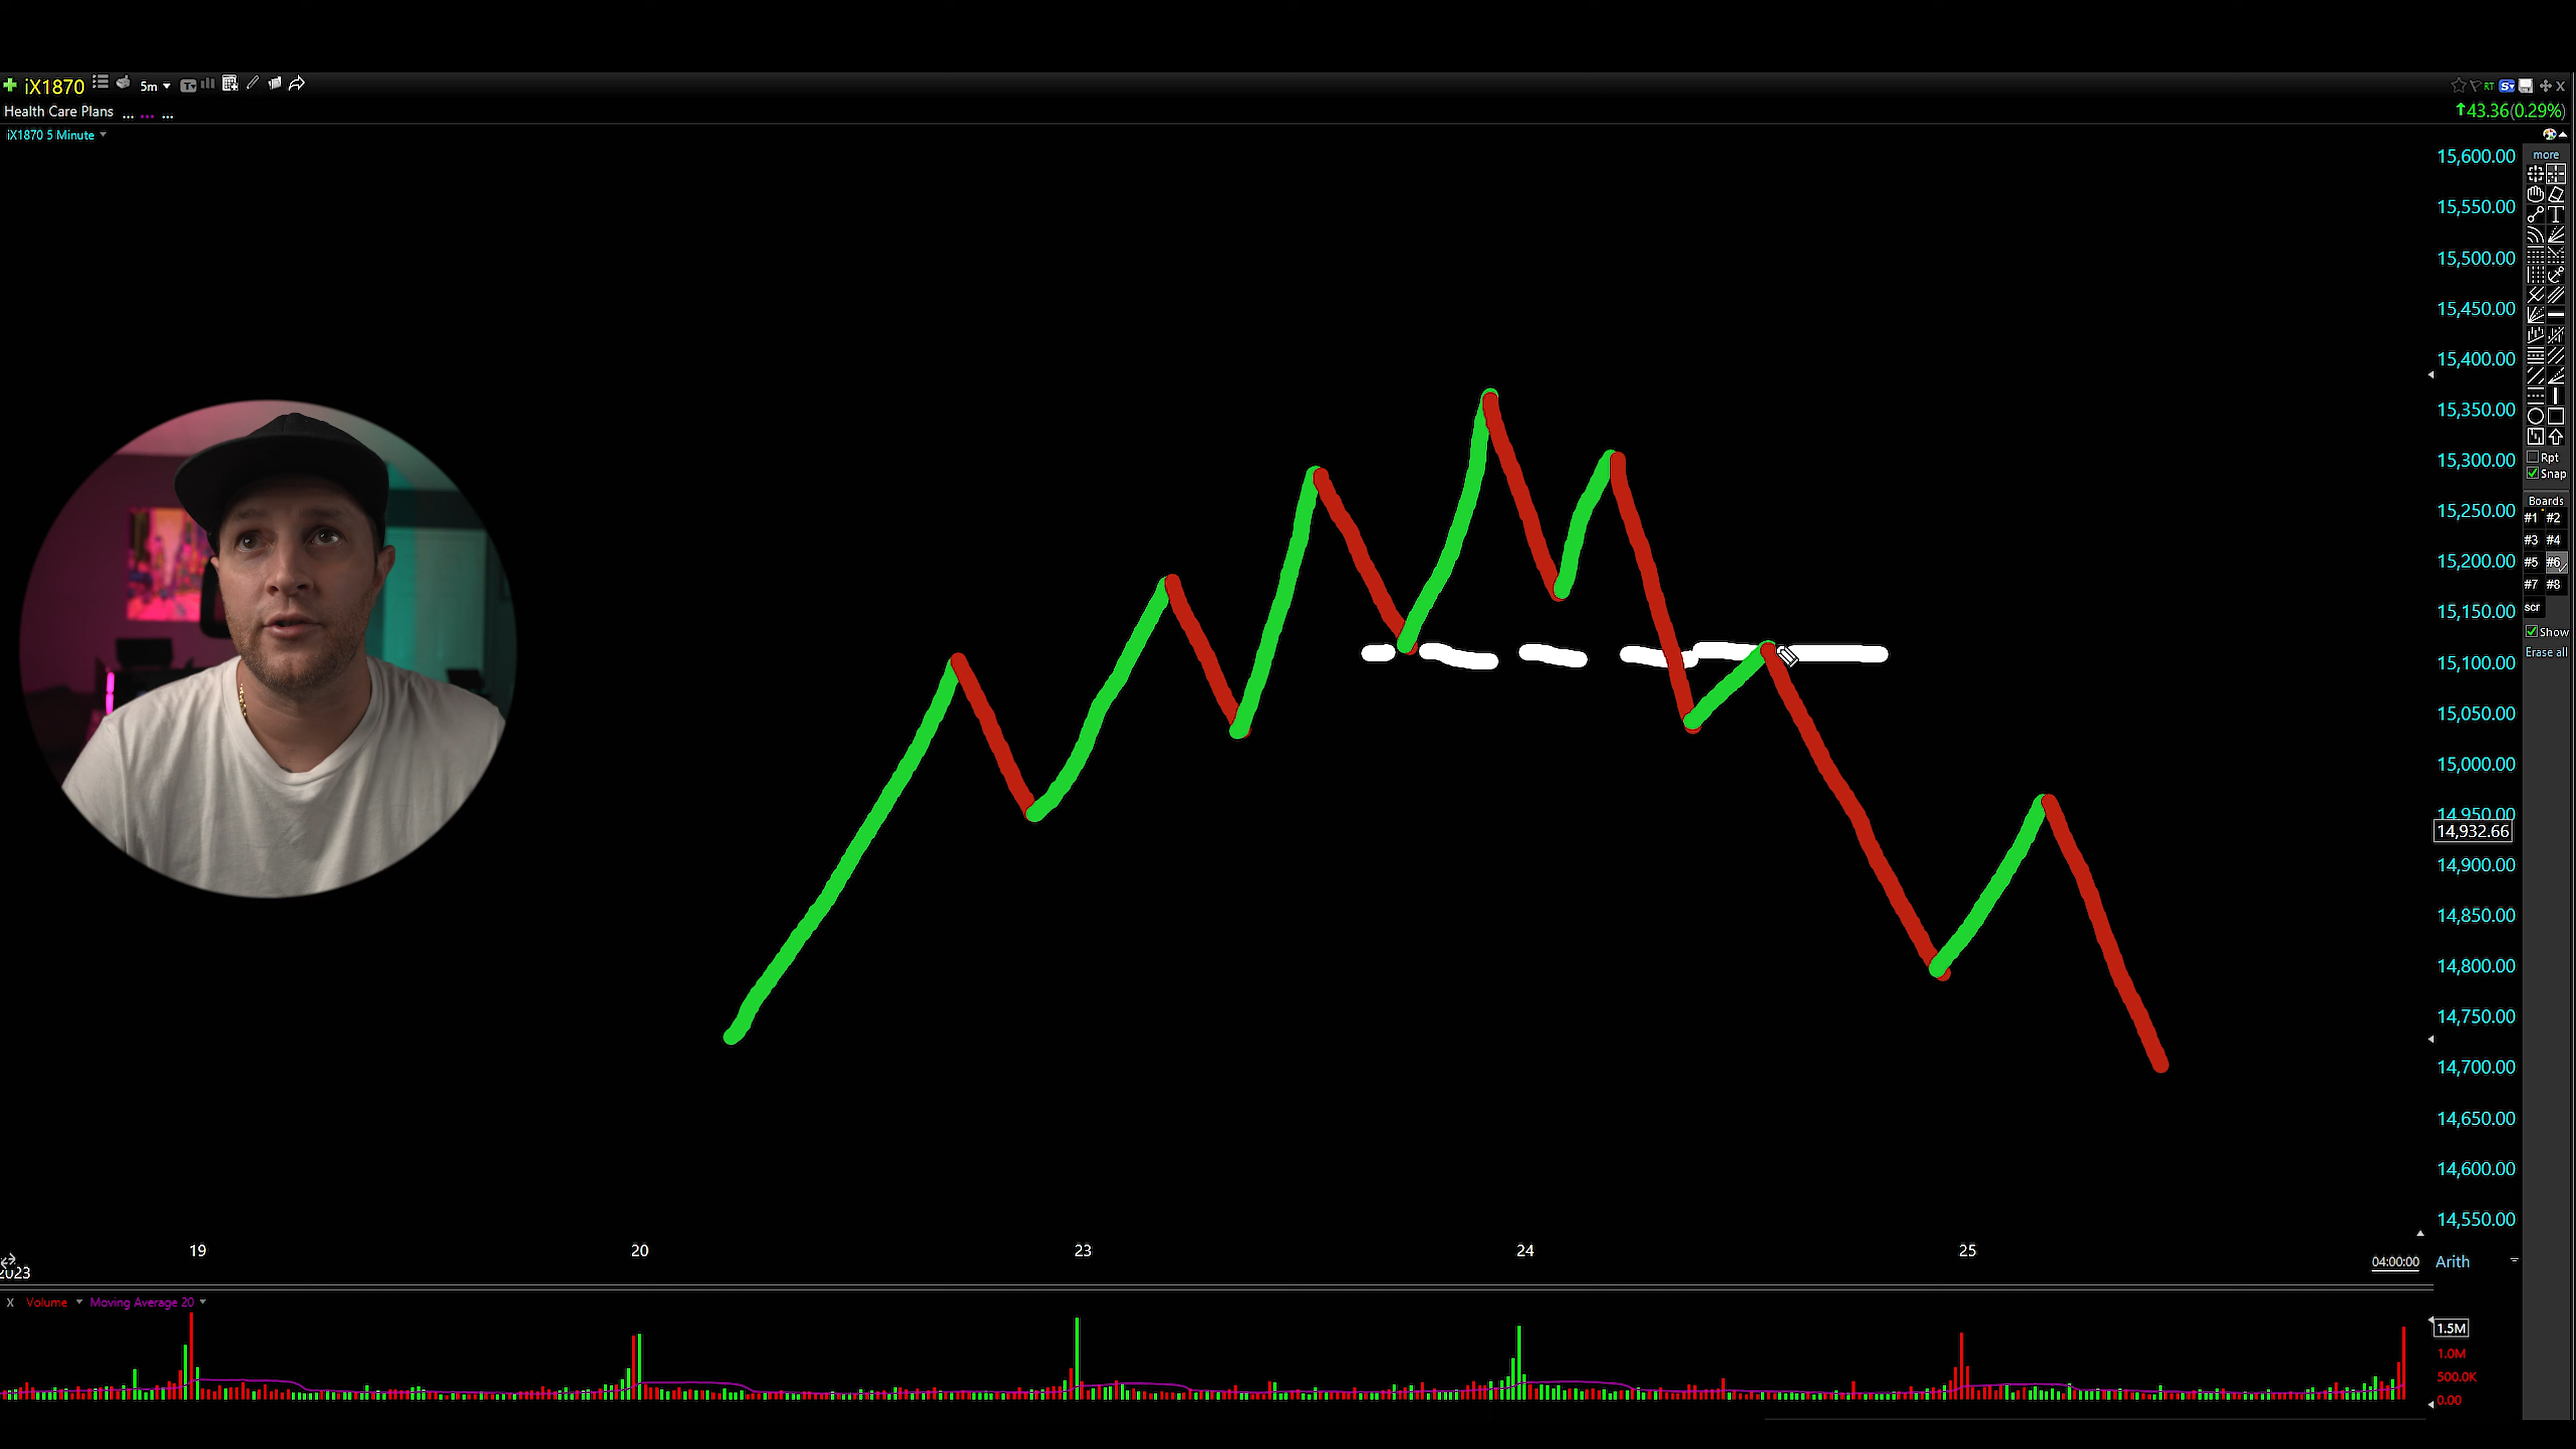 iX1870 5m RT
Health Care Plans ... ... ... 43.36(0.29%)
iX1870 5 Minute
more
15,600.00
15,550.00
15,500.00
15,450.00
15,400.00
15,350.00
15,300.00
15,250.00
15,200.00
15,150.00
15,100.00
15,050.00
15,000.00
14,950.00
14,932.66
14,900.00
14,850.00
14,800.00
14,750.00
14,700.00
14,650.00
14,600.00
14,550.00
Rpt
Snap
Boards
#1 #2
#3 #4
#5 #6
#7 #8
scr
Show
Erase all
19 20 23 24 25
2023 04:00:00 Arith
X Volume Moving Average 20
1.5M
1.0M
500.0K
0.00